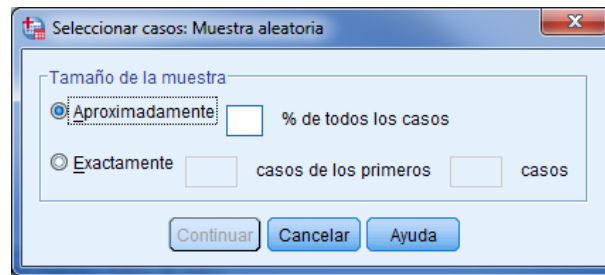 Seleccionar casos: Muestra aleatoria
Tamaño de la muestra
Aproximadamente % de todos los casos
Exactamente casos de los primeros casos
Continuar Cancelar Ayuda